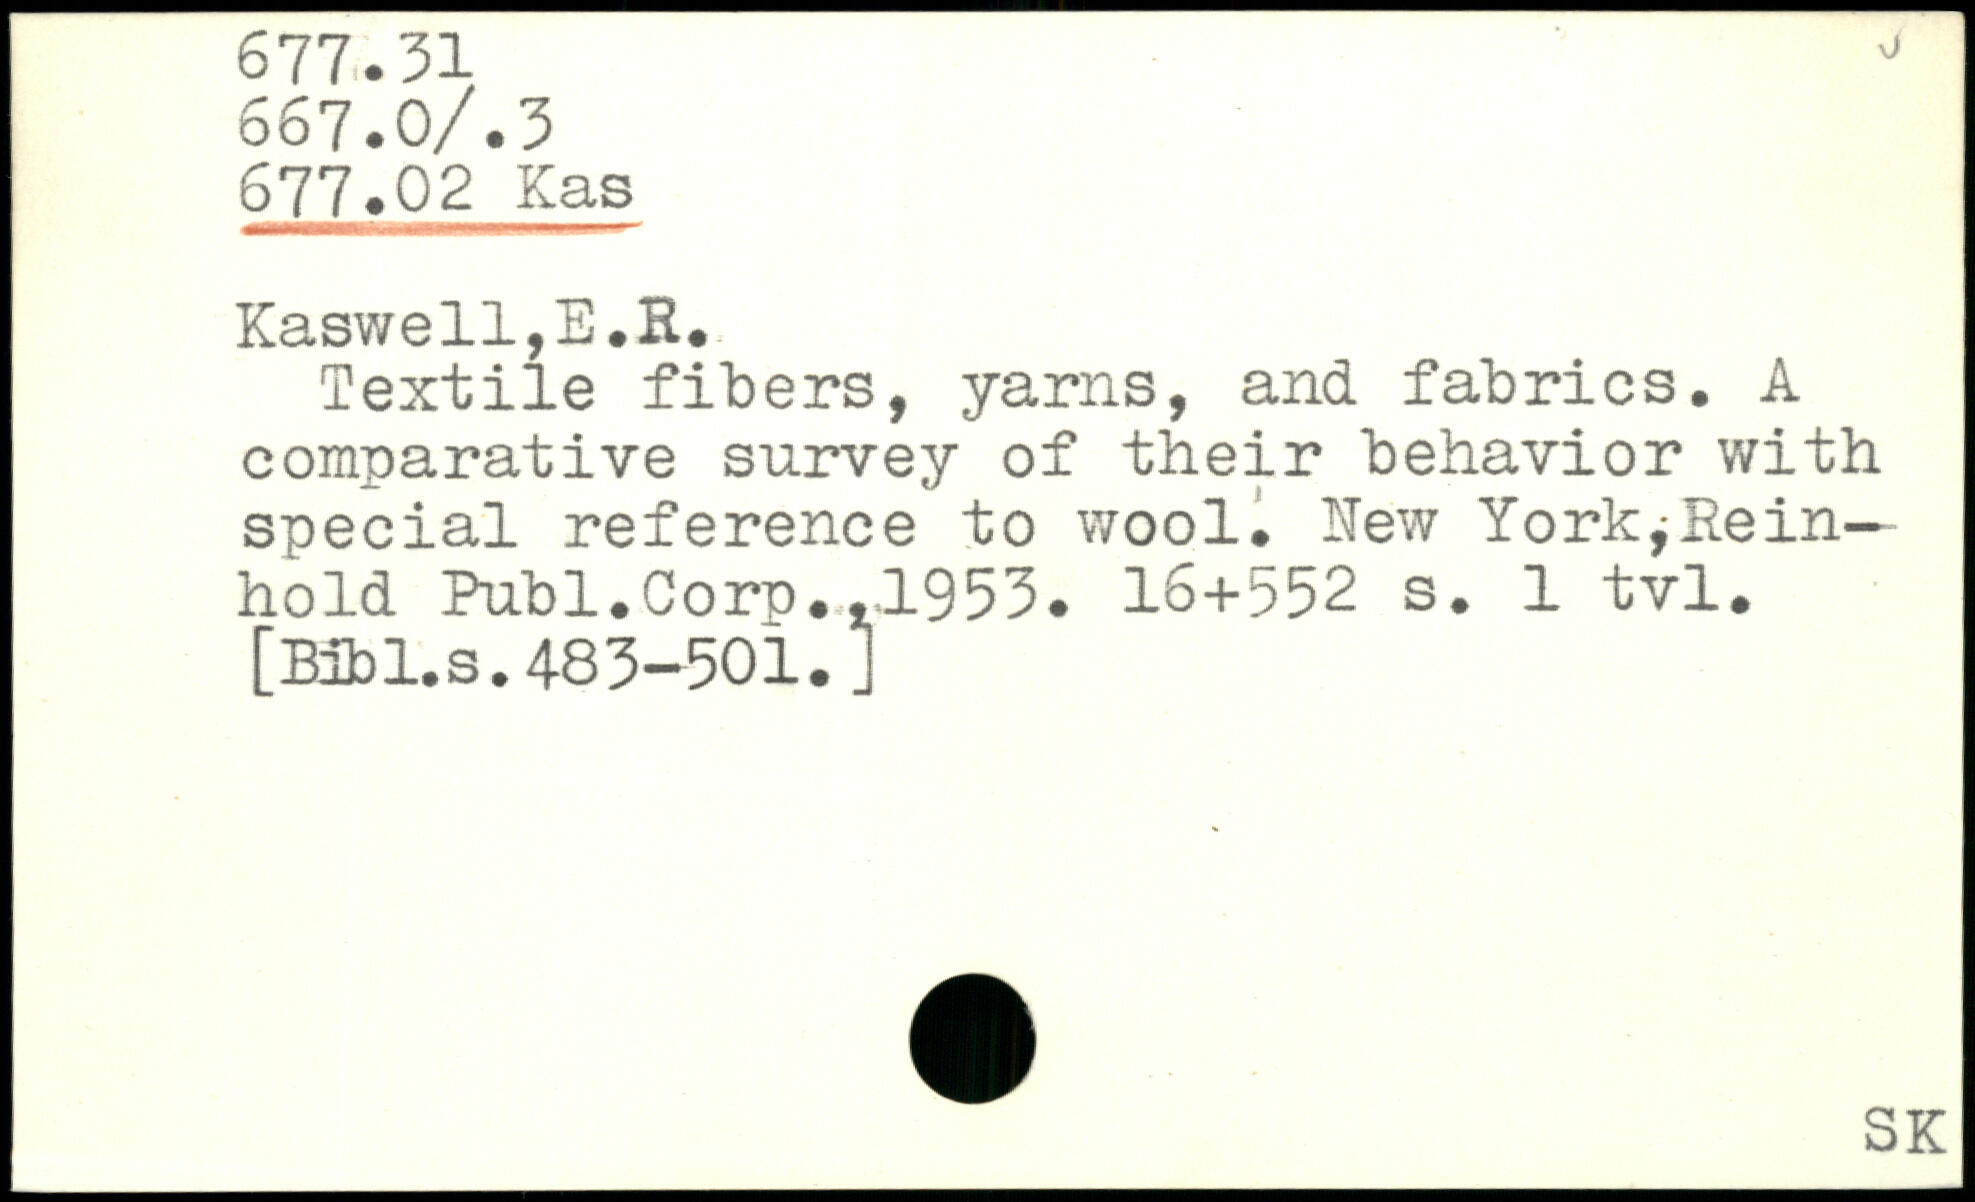 677.31
667.0/.3
677.02 Kas
Kaswell,E.R.
Textile fibers, yarns, and fabrics. A
comparative survey of their behavior with
special reference to wool. New York,Rein-
hold Publ.Corp.,1953. 16+552 s. 1 tvl.
[Bibl.s.483-501.]
SK